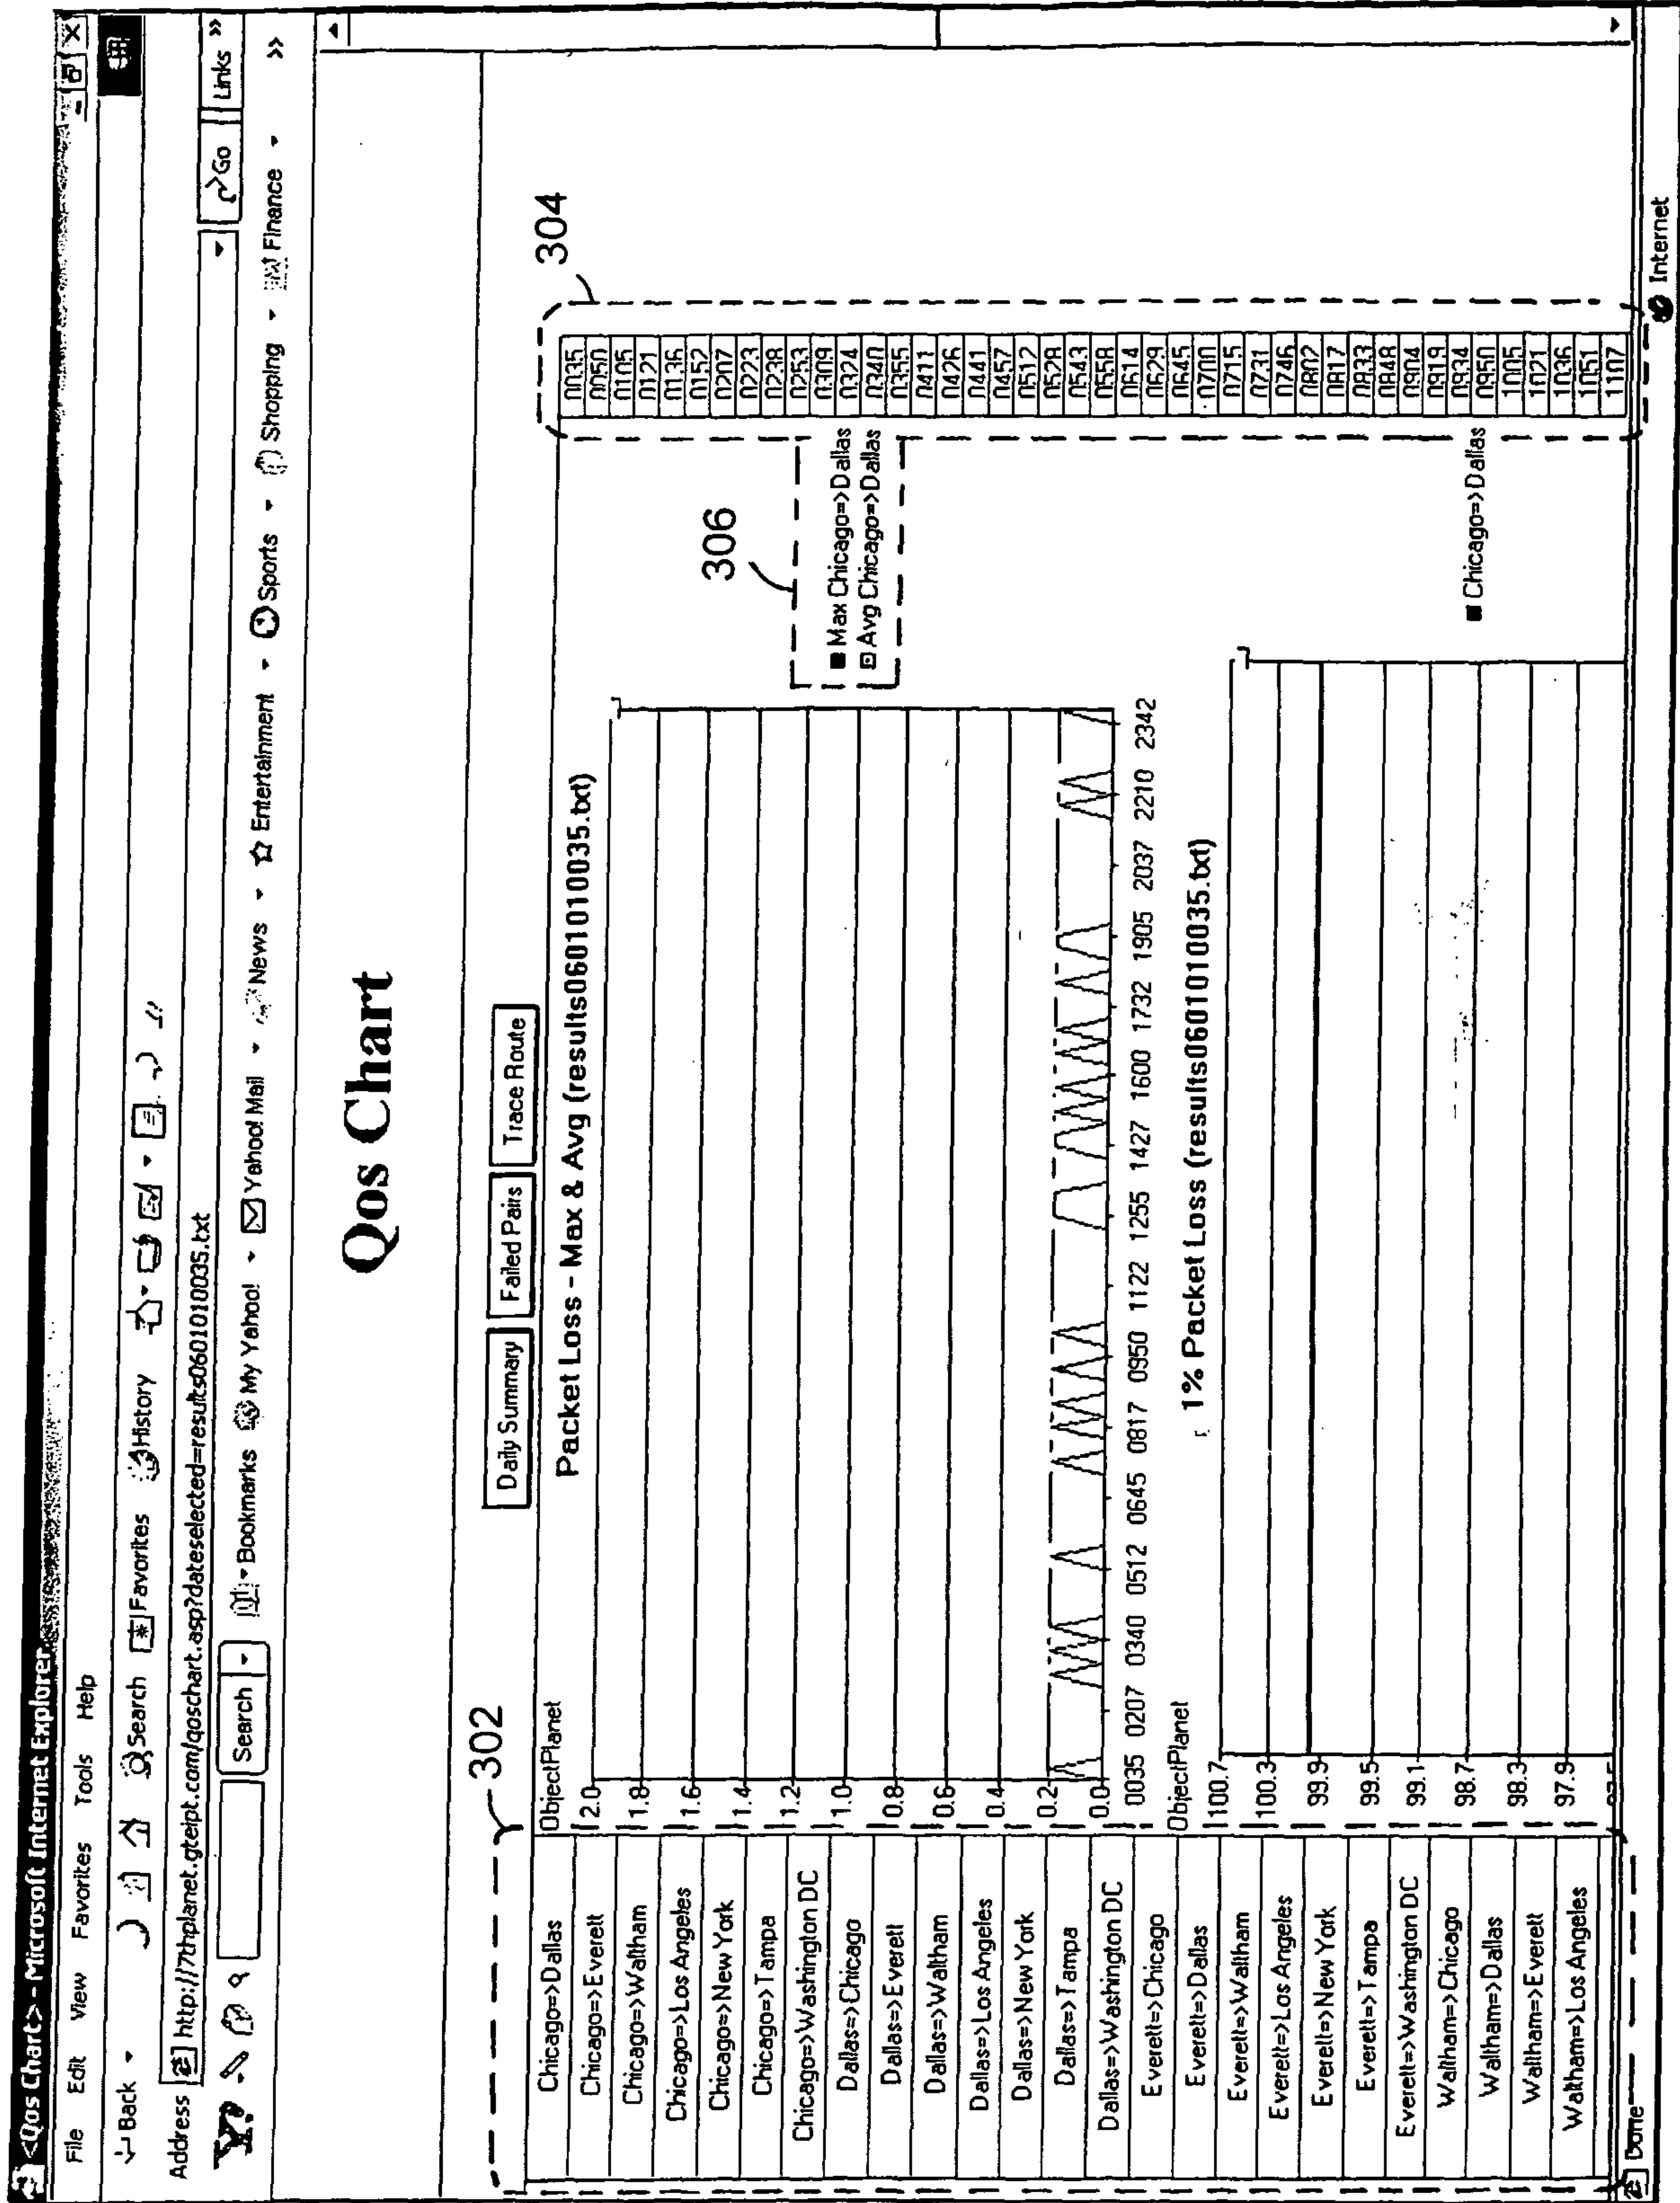 <Qos Chart> - Microsoft Internet Explorer
File Edit View Favorites Tools Help
Back Search Favorites History
Address http://7thplanet.gteipt.com/qoschart.asp?dateselected=results0601010035.txt Go Links »
Y! Search Bookmarks My Yahoo! Yahoo! Mail News Entertainment Sports Shopping Finance »
Qos Chart
302
304
306
Daily Summary Failed Pairs Trace Route
Chicago=>Dallas
Chicago=>Everett
Chicago=>Waltham
Chicago=>Los Angeles
Chicago=>New York
Chicago=>Tampa
Chicago=>Washington DC
Dallas=>Chicago
Dallas=>Everett
Dallas=>Waltham
Dallas=>Los Angeles
Dallas=>New York
Dallas=>Tampa
Dallas=>Washington DC
Everett=>Chicago
Everett=>Dallas
Everett=>Waltham
Everett=>Los Angeles
Everett=>New York
Everett=>Tampa
Everett=>Washington DC
Waltham=>Chicago
Waltham=>Dallas
Waltham=>Everett
Waltham=>Los Angeles
ObjectPlanet
Packet Loss - Max & Avg (results0601010035.txt)
2.0
1.8
1.6
1.4
1.2
1.0
0.8
0.6
0.4
0.2
0.0
0035 0207 0340 0512 0645 0817 0950 1122 1255 1427 1600 1732 1905 2037 2210 2342
Max Chicago=>Dallas
Avg Chicago=>Dallas
ObjectPlanet
1% Packet Loss (results0601010035.txt)
100.7
100.3
99.9
99.5
99.1
98.7
98.3
97.9
97.5
Chicago=>Dallas
0035
0050
0105
0121
0136
0152
0207
0223
0238
0253
0309
0324
0340
0355
0411
0426
0441
0457
0512
0528
0543
0558
0614
0629
0645
0700
0715
0731
0746
0802
0817
0833
0848
0904
0919
0934
0950
1005
1021
1036
1051
1107
Done Internet